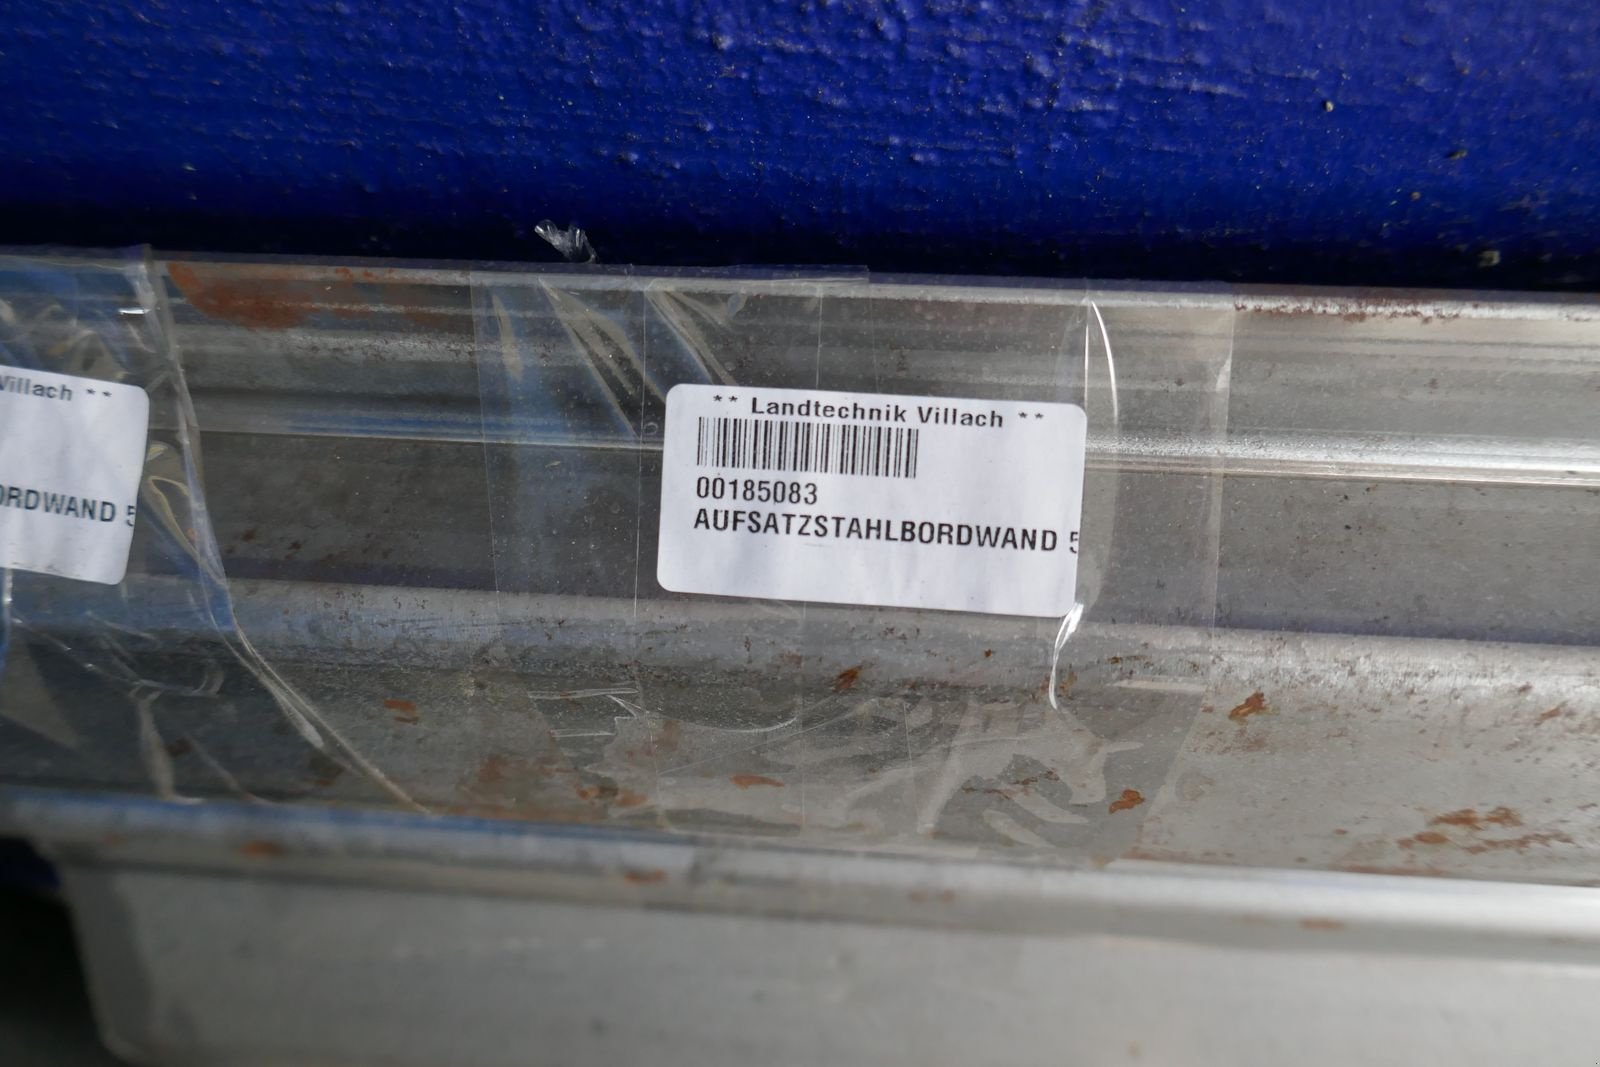 Villach **
ORDWAND 5
** Landtechnik Villach **
00185083
AUFSATZSTAHLBORDWAND 5